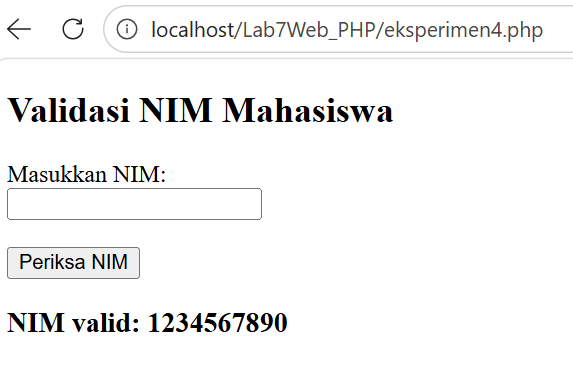 localhost/Lab7Web_PHP/eksperimen4.php
Validasi NIM Mahasiswa
Masukkan NIM:
Periksa NIM
NIM valid: 1234567890